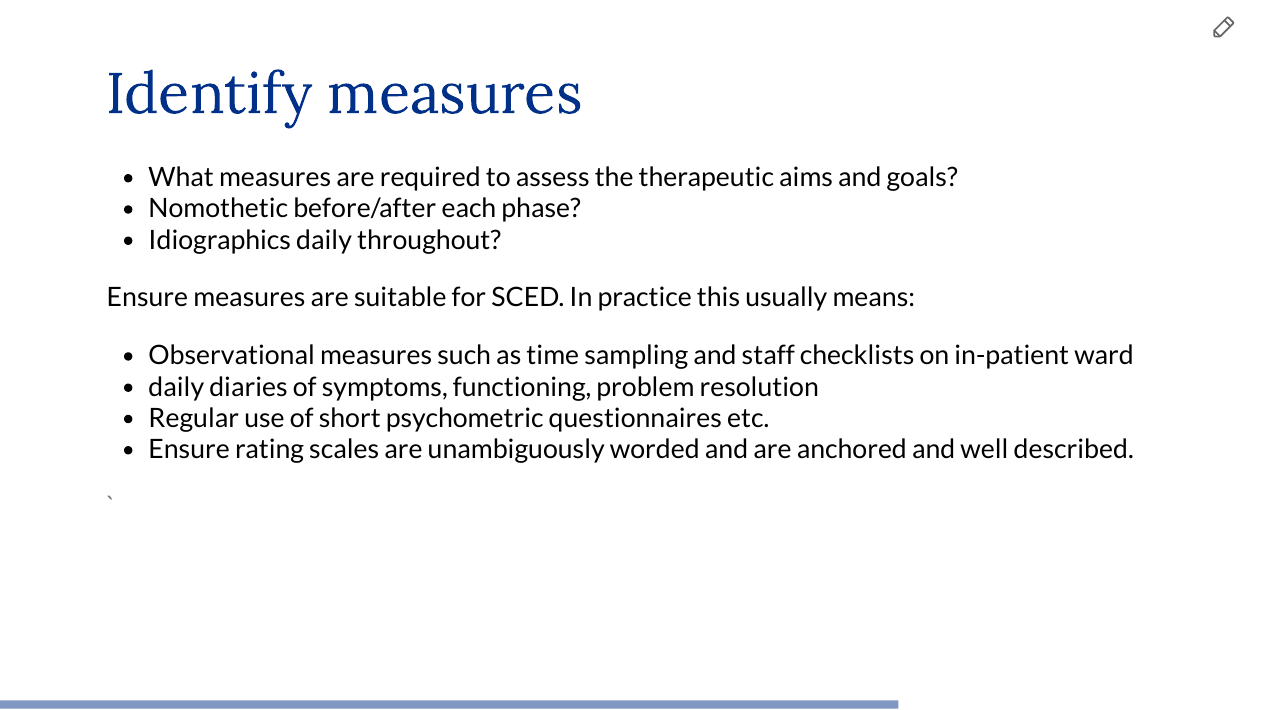 Identify measures
What measures are required to assess the therapeutic aims and goals?
Nomothetic before/after each phase?
Idiographics daily throughout?
Ensure measures are suitable for SCED. In practice this usually means:
Observational measures such as time sampling and staff checklists on in-patient ward
daily diaries of symptoms, functioning, problem resolution
Regular use of short psychometric questionnaires etc.
Ensure rating scales are unambiguously worded and are anchored and well described.
`